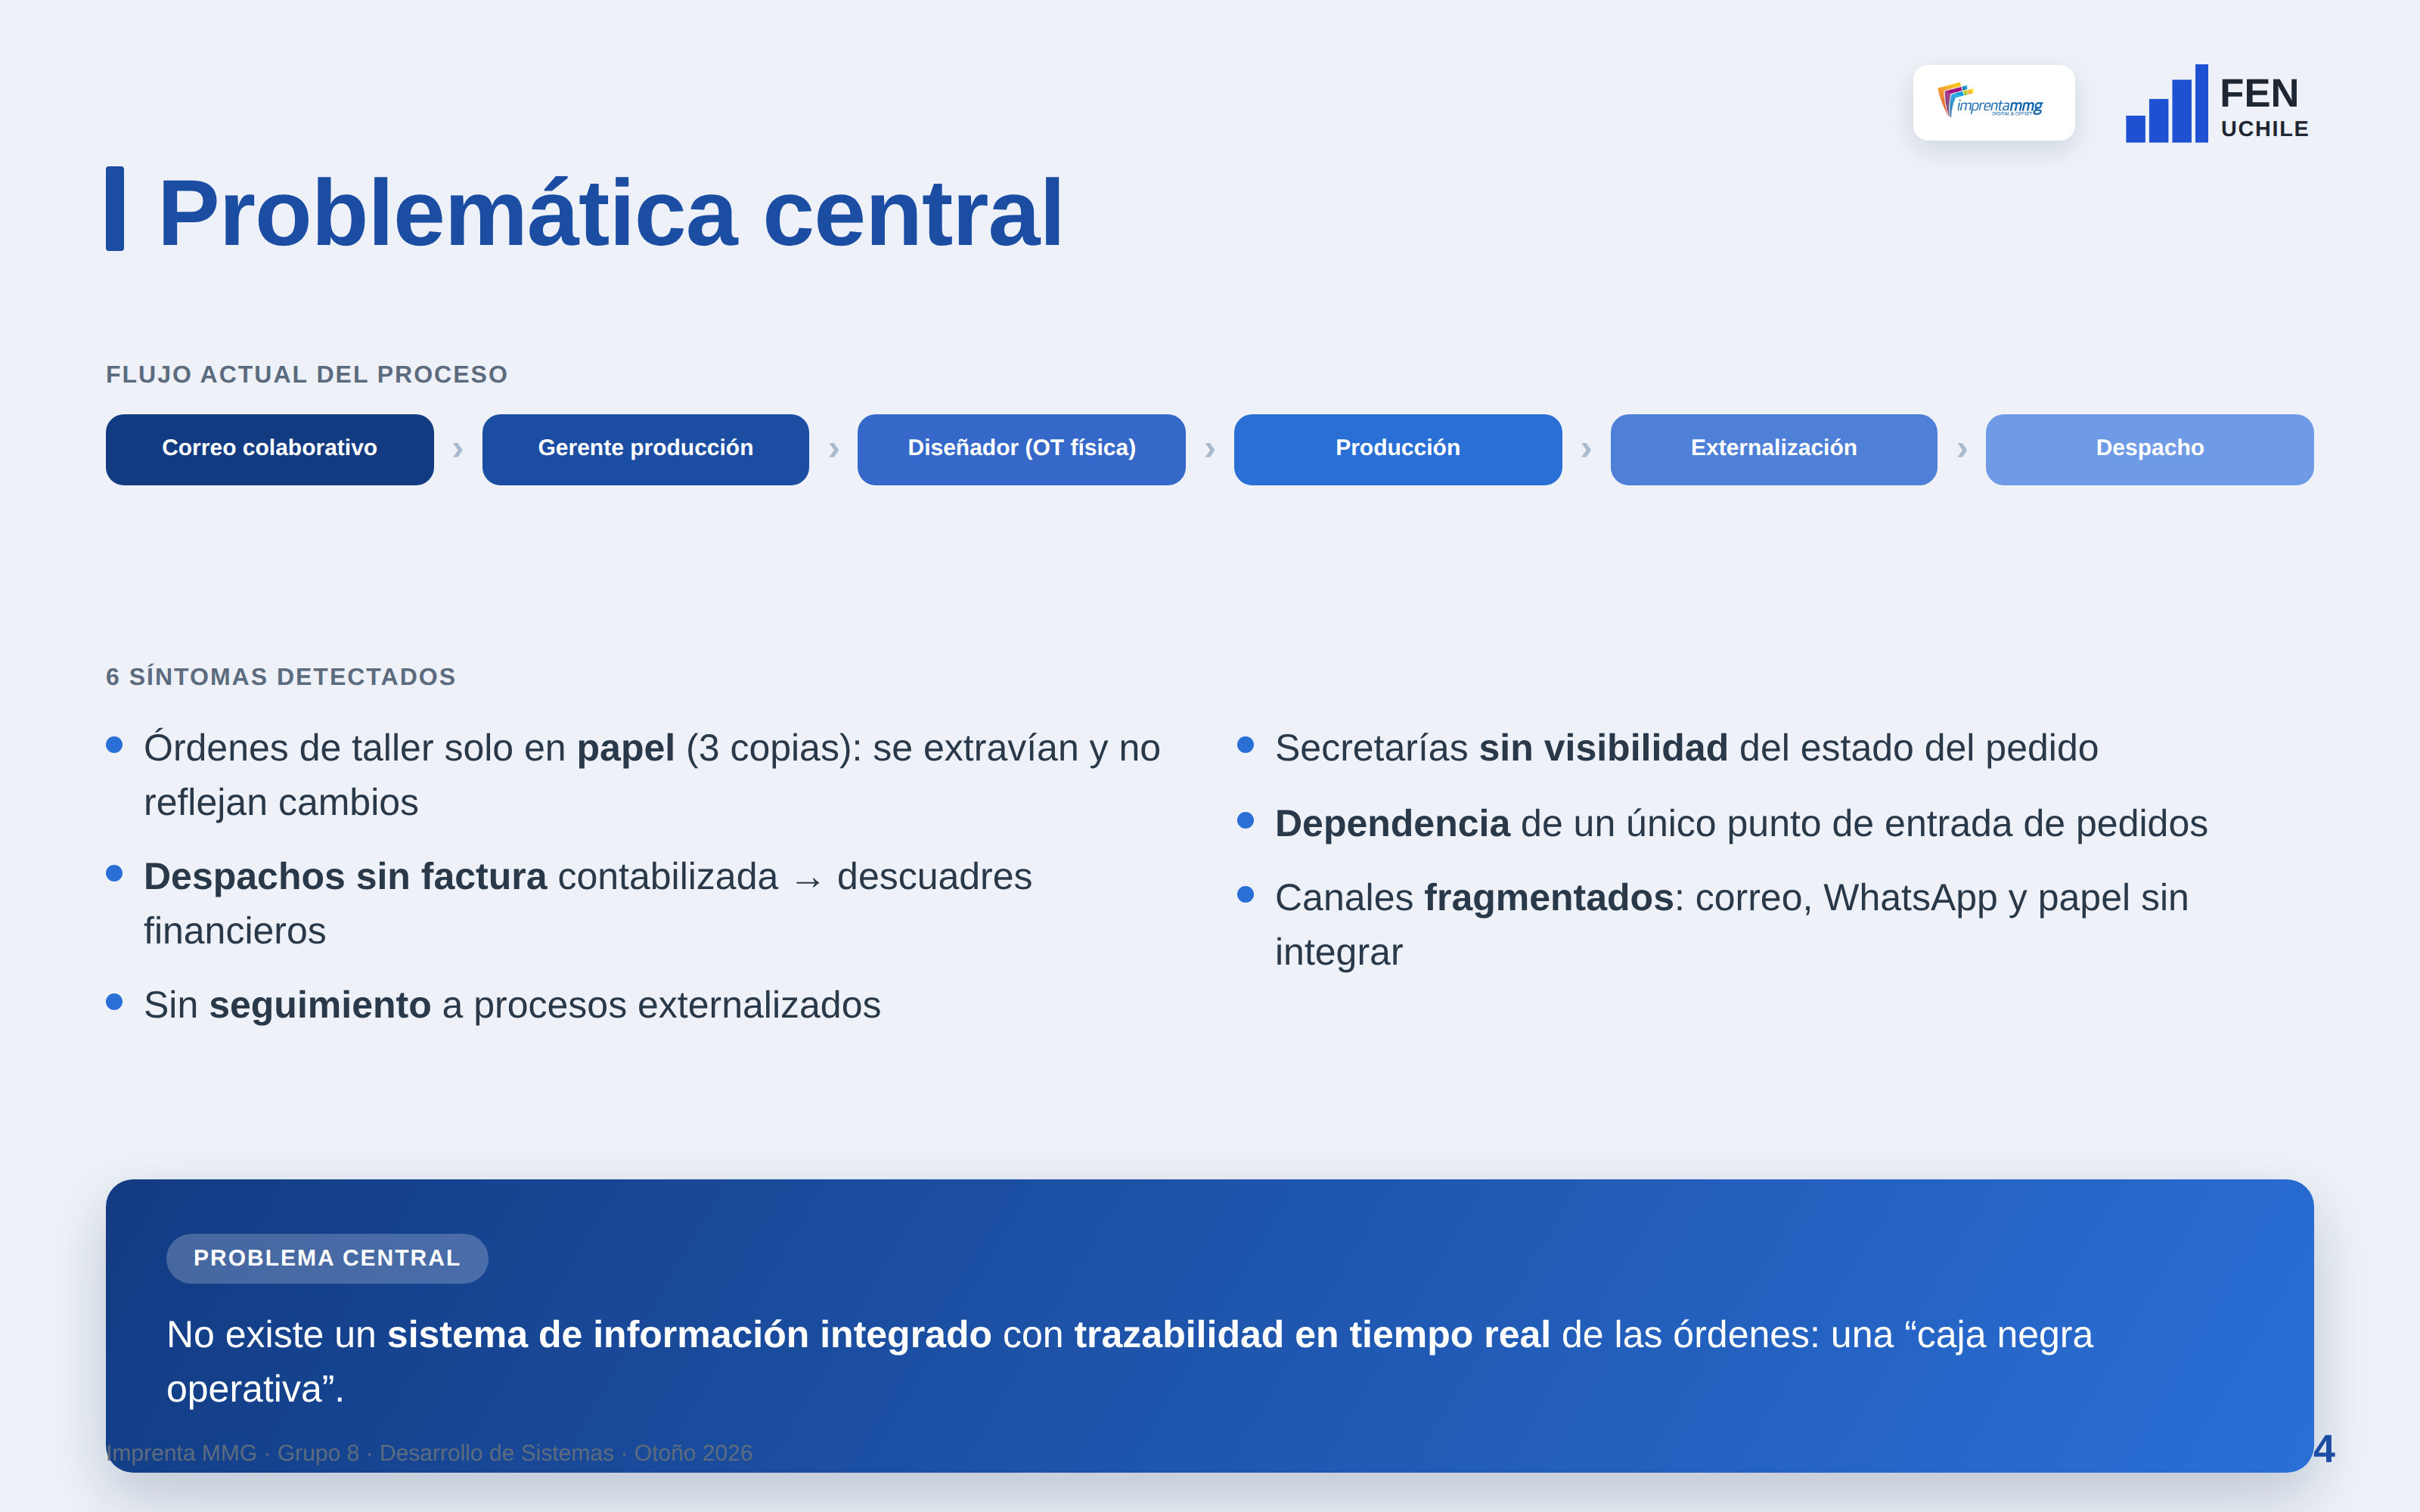 imprentammg
DIGITAL & OFFSET
FEN
UCHILE
Problemática central
FLUJO ACTUAL DEL PROCESO
Correo colaborativo › Gerente producción › Diseñador (OT física) › Producción › Externalización › Despacho
6 SÍNTOMAS DETECTADOS
Órdenes de taller solo en papel (3 copias): se extravían y no
reflejan cambios
Despachos sin factura contabilizada → descuadres
financieros
Sin seguimiento a procesos externalizados
Secretarías sin visibilidad del estado del pedido
Dependencia de un único punto de entrada de pedidos
Canales fragmentados: correo, WhatsApp y papel sin
integrar
PROBLEMA CENTRAL
No existe un sistema de información integrado con trazabilidad en tiempo real de las órdenes: una “caja negra
operativa”.
Imprenta MMG · Grupo 8 · Desarrollo de Sistemas · Otoño 2026
4